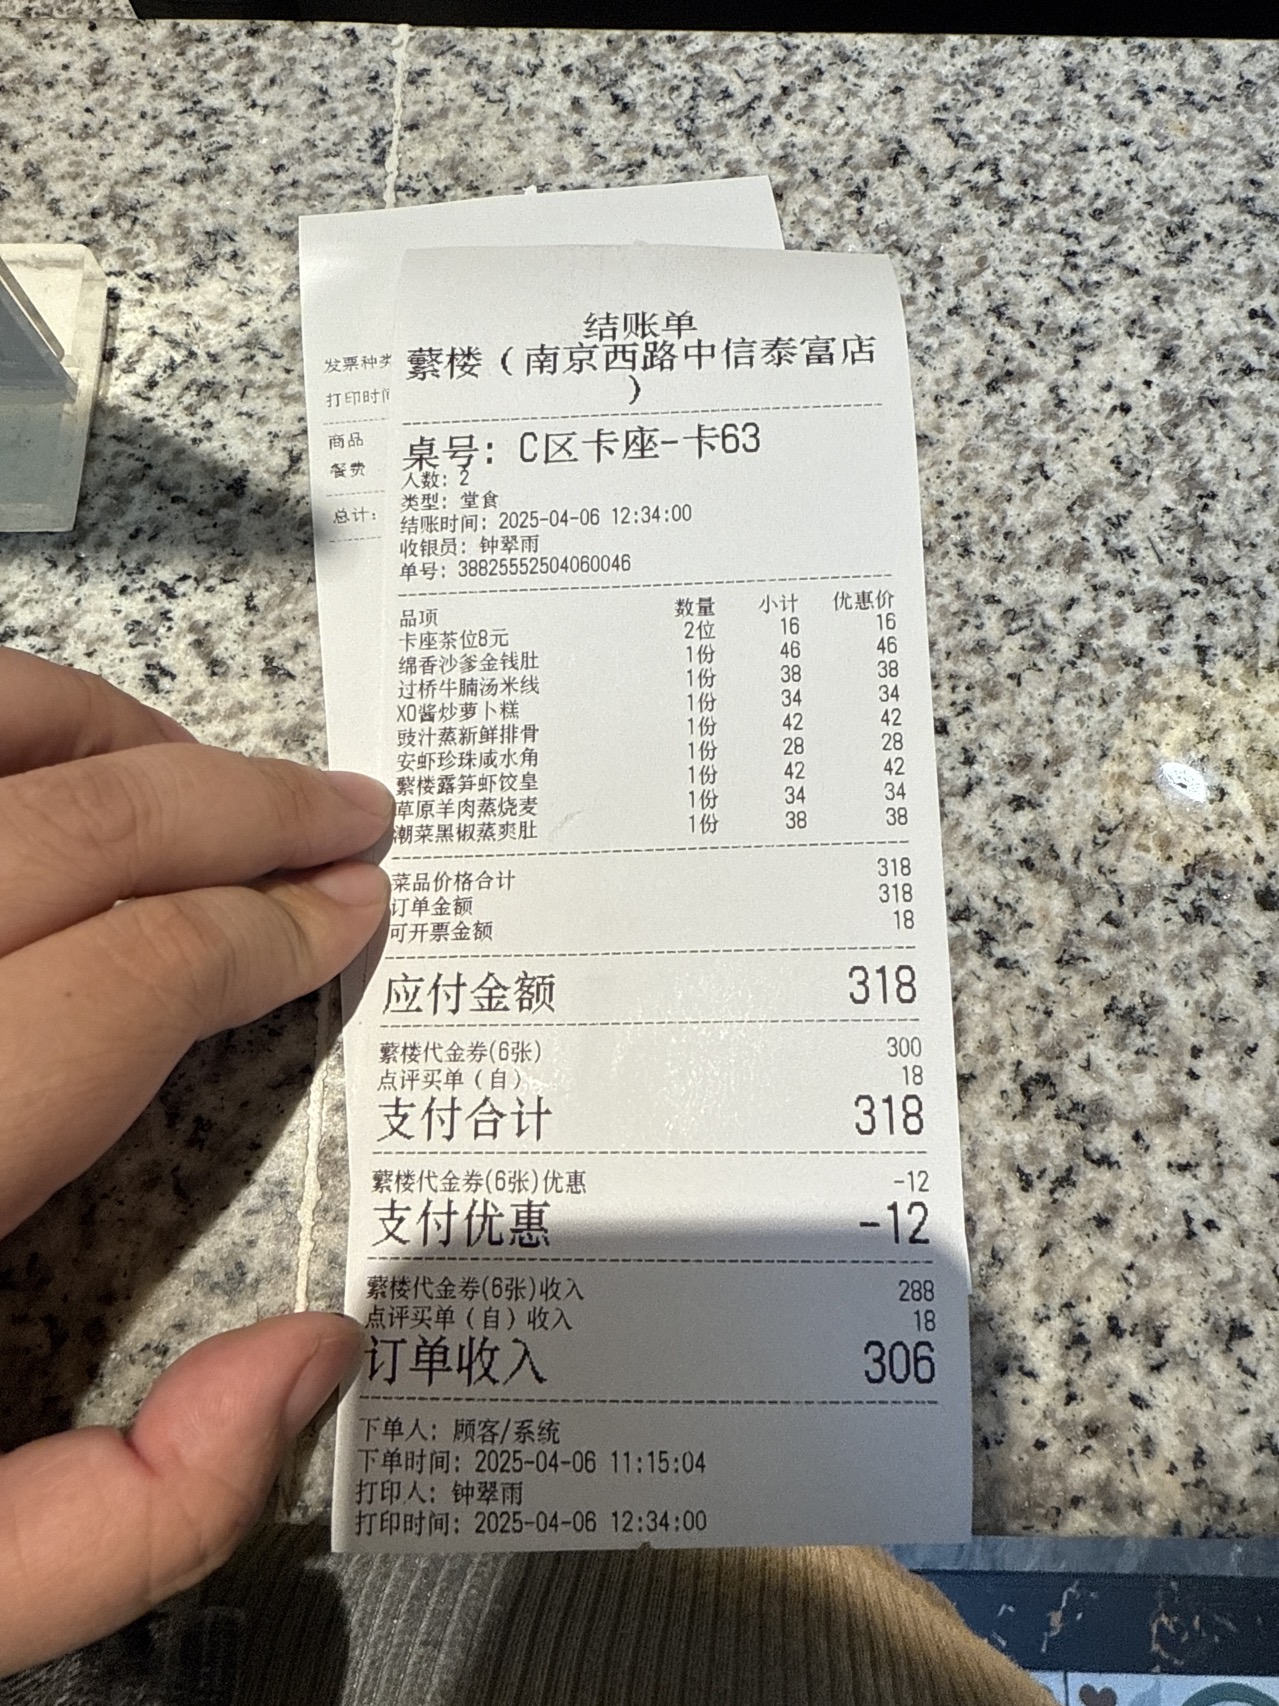 结账单
蘩楼（南京西路中信泰富店
）
桌号: C区卡座-卡63
人数: 2
类型: 堂食
结账时间: 2025-04-06 12:34:00
收银员: 钟翠雨
单号: 38825552504060046
品项 数量 小计 优惠价
卡座茶位8元 2位 16 16
绵香沙爹金钱肚 1份 46 46
过桥牛腩汤米线 1份 38 38
XO酱炒萝卜糕 1份 34 34
豉汁蒸新鲜排骨 1份 42 42
安虾珍珠咸水角 1份 28 28
蘩楼露笋虾饺皇 1份 42 42
草原羊肉蒸烧麦 1份 34 34
潮菜黑椒蒸爽肚 1份 38 38
菜品价格合计 318
订单金额 318
可开票金额 18
应付金额 318
蘩楼代金券(6张) 300
点评买单（自） 18
支付合计 318
蘩楼代金券(6张)优惠 -12
支付优惠 -12
蘩楼代金券(6张)收入 288
点评买单（自）收入 18
订单收入 306
下单人: 顾客/系统
下单时间: 2025-04-06 11:15:04
打印人: 钟翠雨
打印时间: 2025-04-06 12:34:00
发票种类
打印时间
商品
餐费
总计: